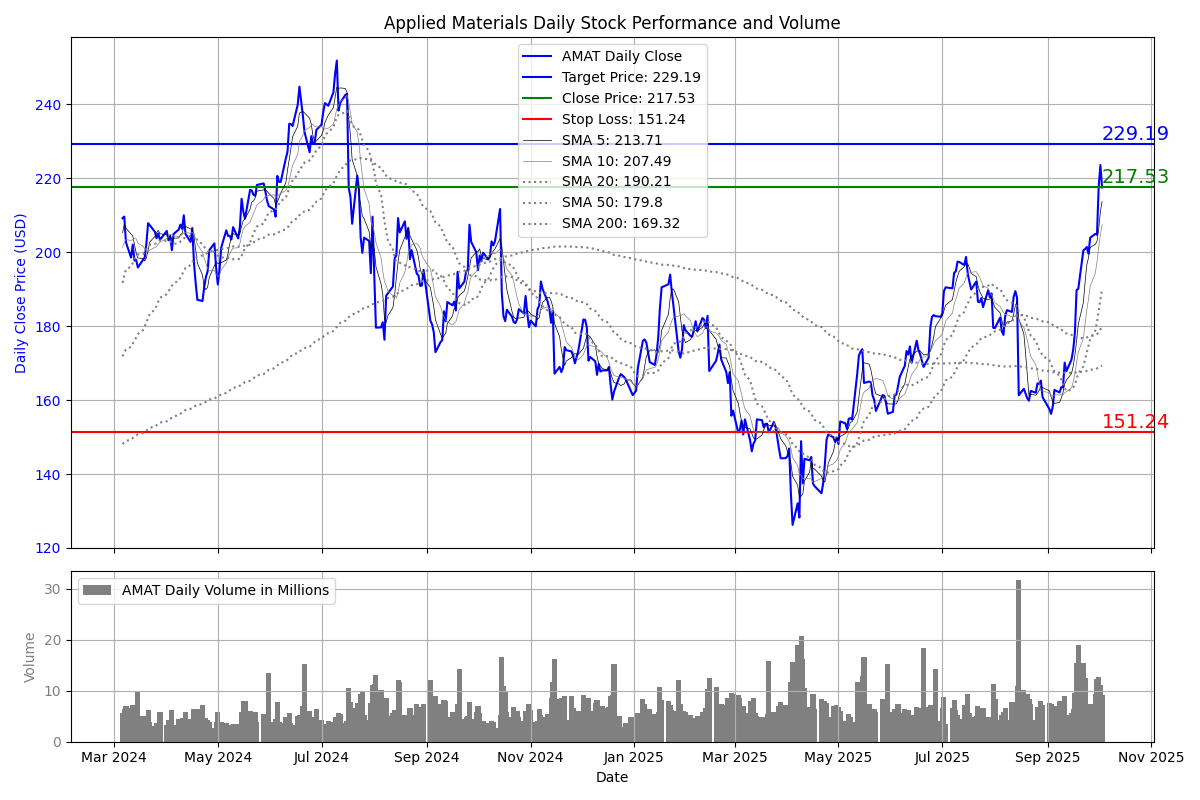 Applied Materials Daily Stock Performance and Volume
AMAT Daily Close
Target Price: 229.19
Close Price: 217.53
Stop Loss: 151.24
SMA 5: 213.71
SMA 10: 207.49
SMA 20: 190.21
SMA 50: 179.8
SMA 200: 169.32
229.19
217.53
151.24
Daily Close Price (USD)
240
220
200
180
160
140
120
AMAT Daily Volume in Millions
Volume
30
20
10
0
Mar 2024 May 2024 Jul 2024 Sep 2024 Nov 2024 Jan 2025 Mar 2025 May 2025 Jul 2025 Sep 2025 Nov 2025
Date